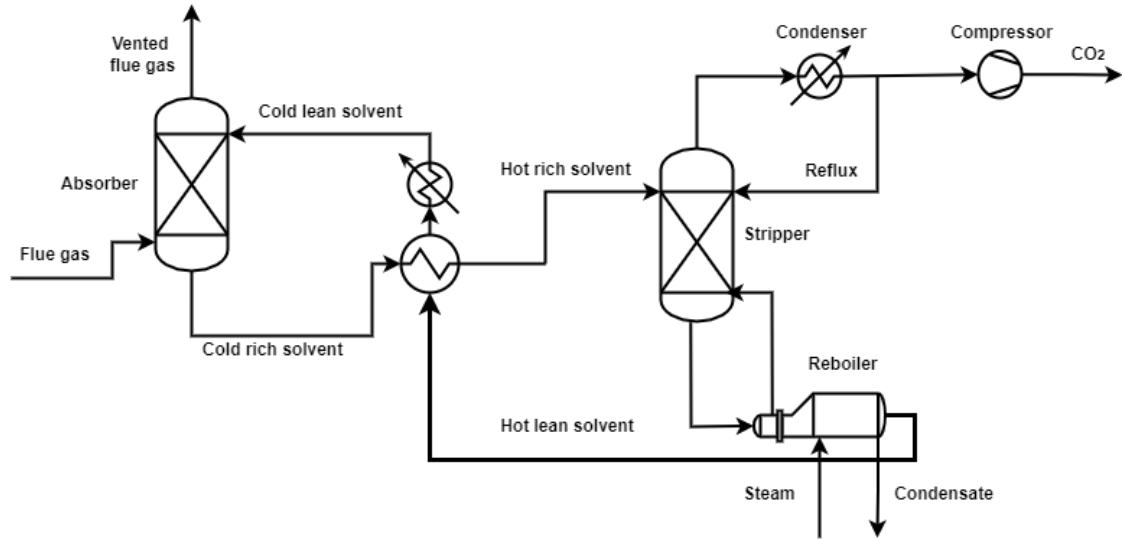 Vented
flue gas
Condenser
Compressor
CO2
Cold lean solvent
Absorber
Hot rich solvent
Reflux
Stripper
Flue gas
Cold rich solvent
Reboiler
Hot lean solvent
Steam
Condensate